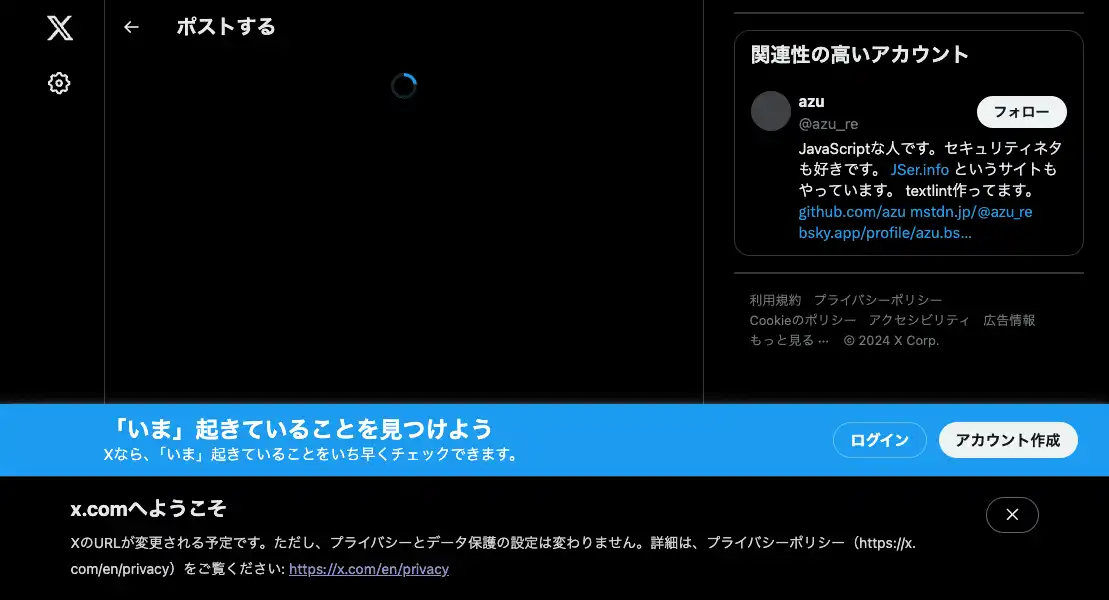 ポストする
関連性の高いアカウント
azu
@azu_re
フォロー
JavaScriptな人です。セキュリティネタ
も好きです。 JSer.info というサイトも
やっています。 textlint作ってます。
github.com/azu mstdn.jp/@azu_re
bsky.app/profile/azu.bs…
利用規約 プライバシーポリシー
Cookieのポリシー アクセシビリティ 広告情報
もっと見る … © 2024 X Corp.
「いま」起きていることを見つけよう
Xなら、「いま」起きていることをいち早くチェックできます。
ログイン
アカウント作成
x.comへようこそ
XのURLが変更される予定です。ただし、プライバシーとデータ保護の設定は変わりません。詳細は、プライバシーポリシー（https://x.
com/en/privacy）をご覧ください: https://x.com/en/privacy